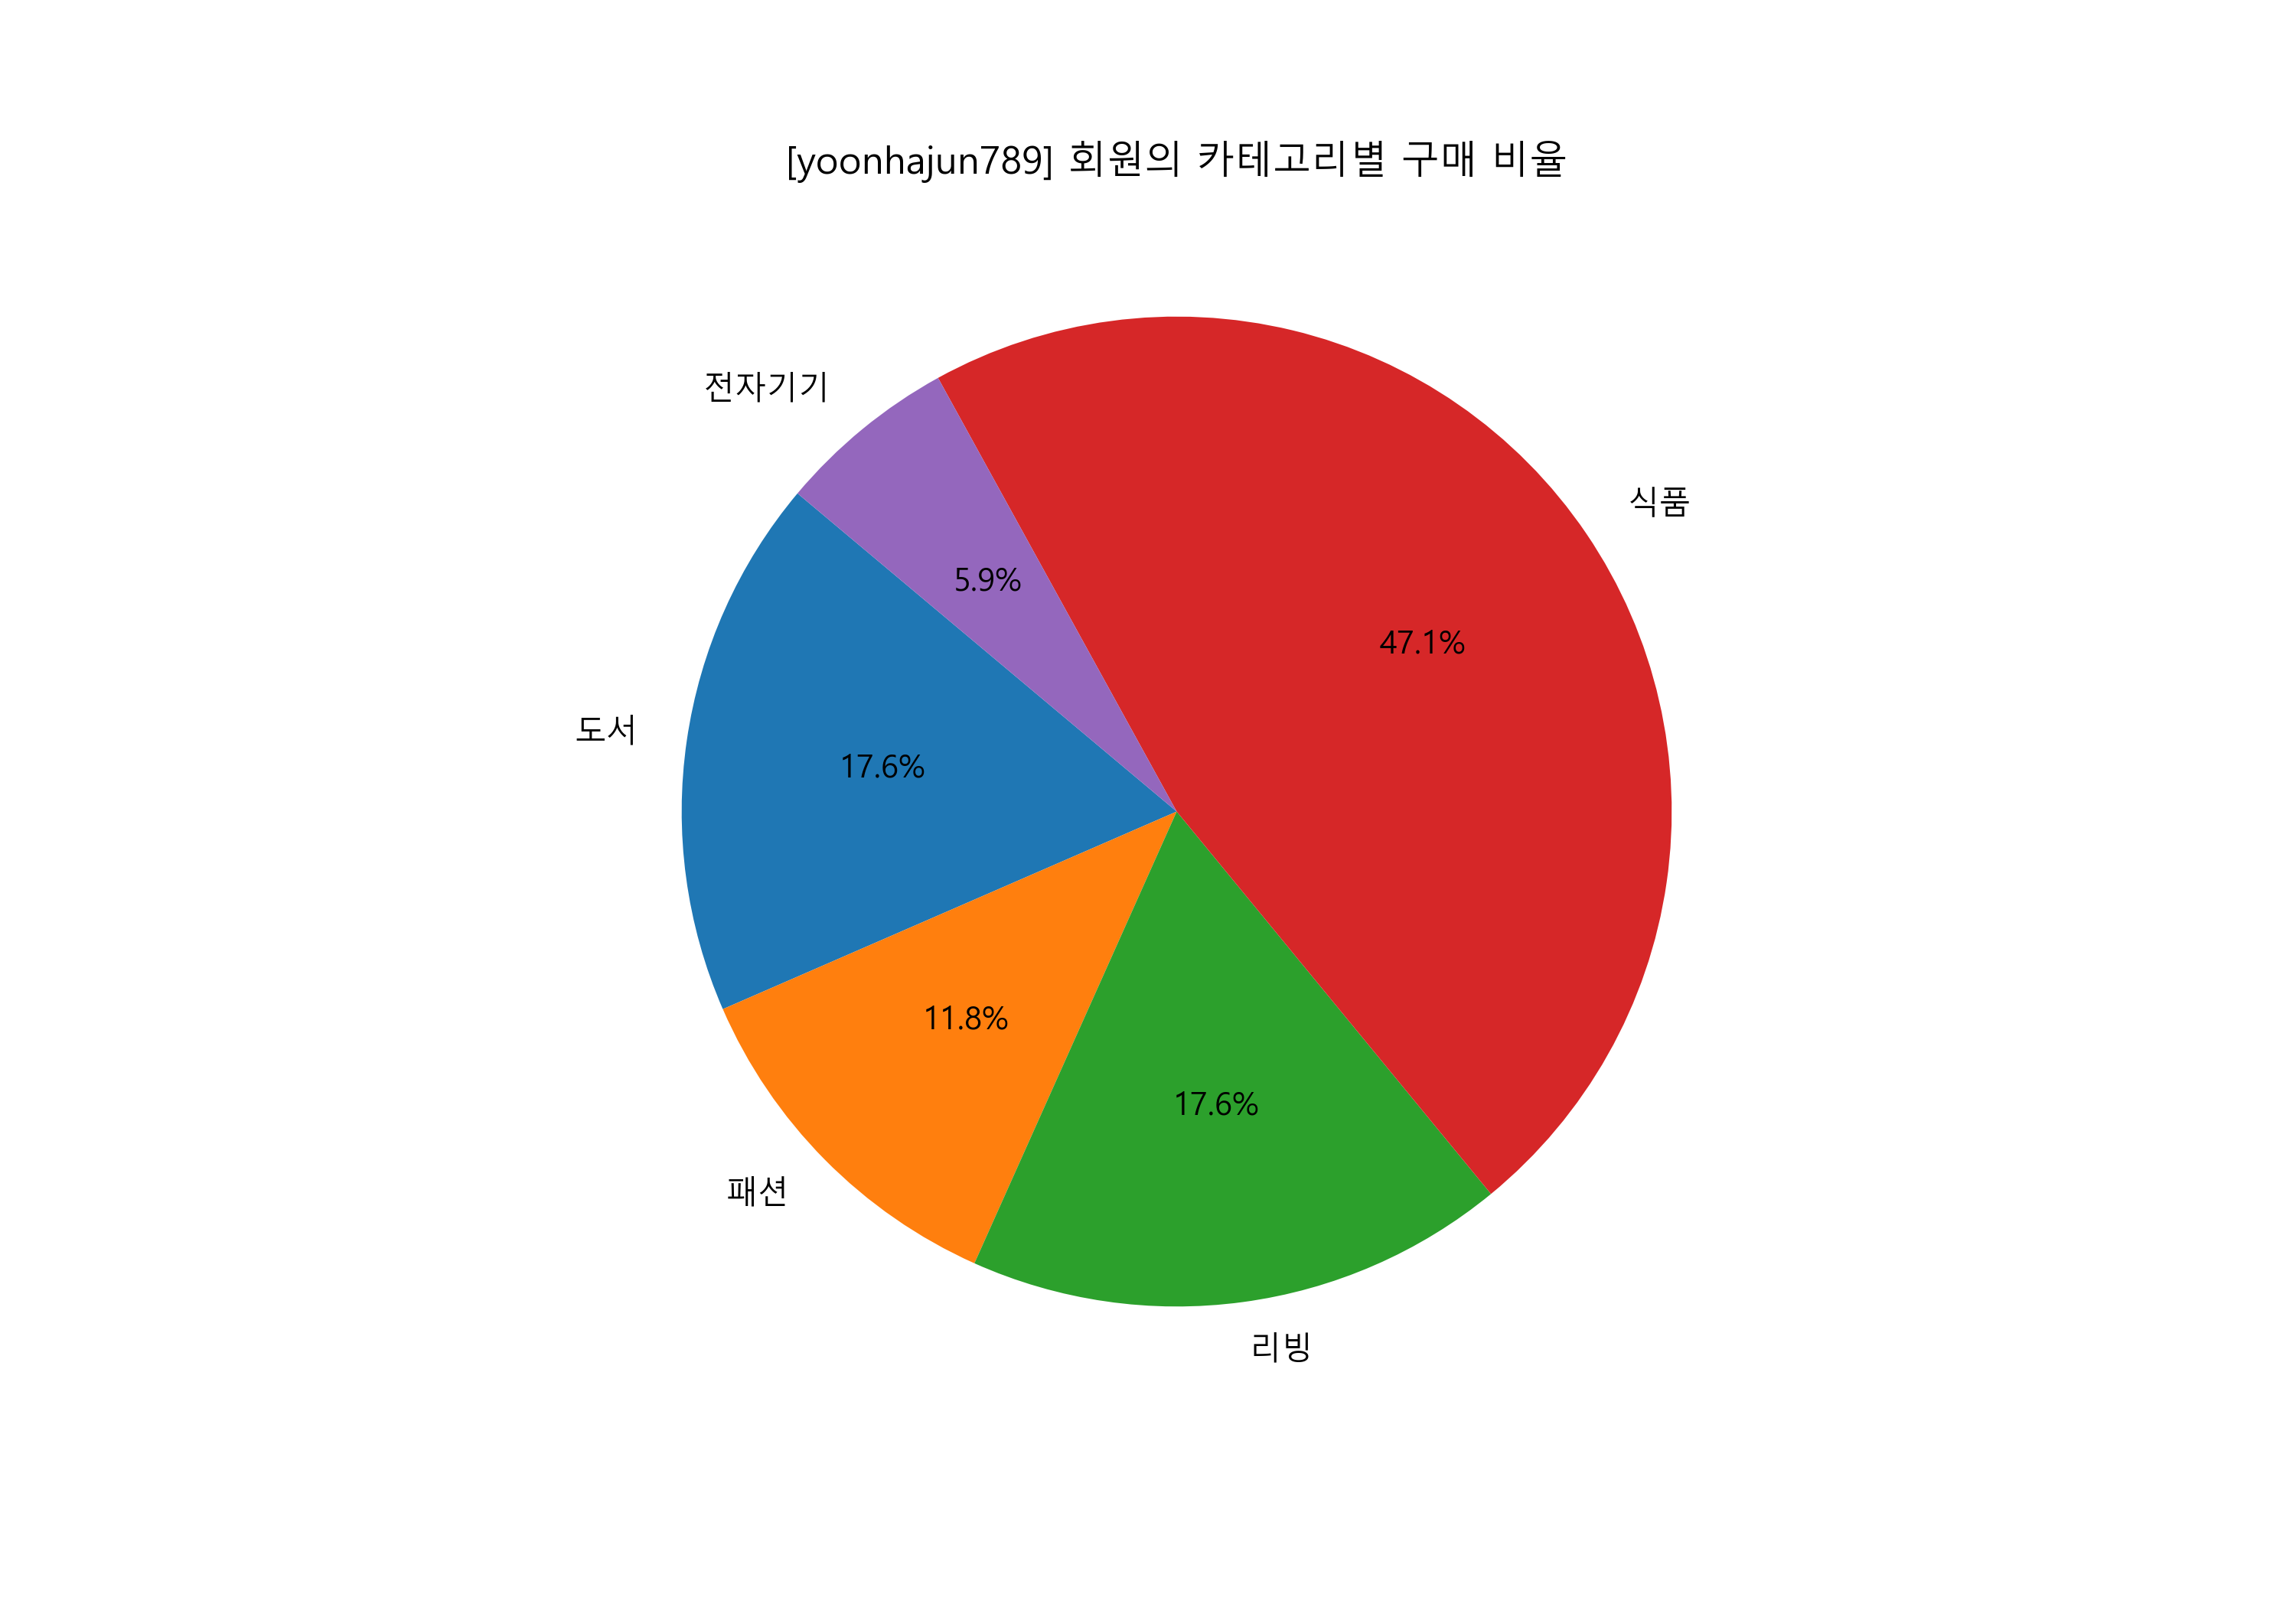 [yoonhajun789] 회원의 카테고리별 구매 비율
전자기기
식품
5.9%
47.1%
도서
17.6%
11.8%
17.6%
패션
리빙